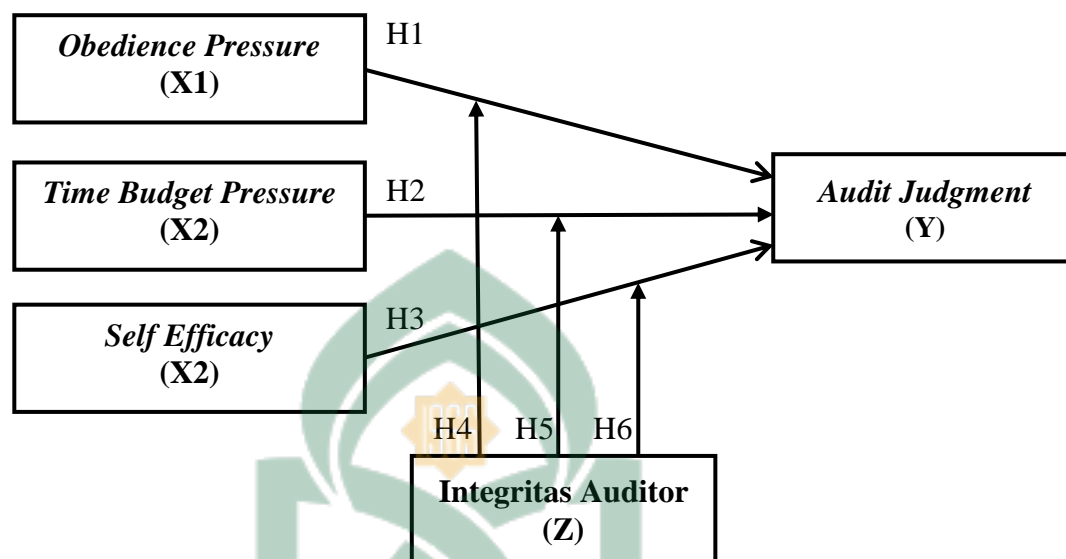 Obedience Pressure
(X1)
H1
Time Budget Pressure
(X2)
H2
Self Efficacy
(X2)
H3
Audit Judgment
(Y)
H4 H5 H6
Integritas Auditor
(Z)